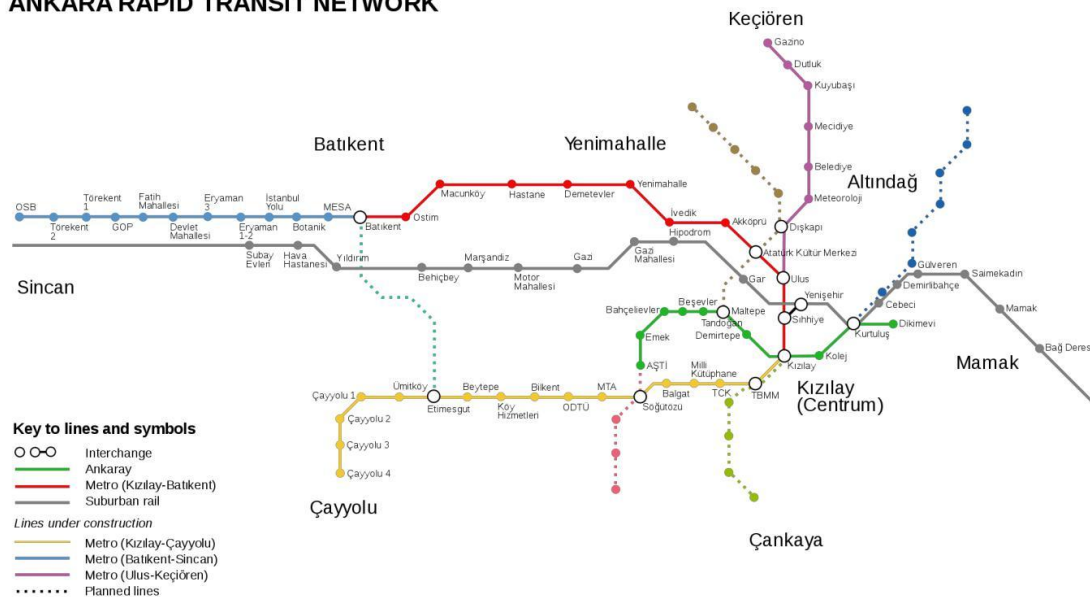 ANKARA RAPID TRANSIT NETWORK
Keçiören
Gazino
Dutluk
Kuyubaşı
Mecidiye
Belediye
Meteoroloji
Batıkent
Yenimahalle
Altındağ
OSB
Törekent
2
Törekent
1
GOP
Fatih
Mahallesi
Devlet
Mahallesi
Eryaman
3
Eryaman
1-2
İstanbul
Yolu
Botanik
MESA
Batıkent
Ostim
Macunköy
Hastane
Demetevler
Yenimahalle
İvedik
Akköprü
Dışkapı
Atatürk Kültür Merkezi
Ulus
Sıhhiye
Yenişehir
Kızılay
Sincan
Subay
Evleri
Hava
Hastanesi
Yıldırım
Behiçbey
Marşandiz
Motor
Mahallesi
Gazi
Gazi
Mahallesi
Hipodrom
Gar
Kurtuluş
Cebeci
Demirlibahçe
Gülveren
Saimekadın
Mamak
Bağ Deres
Mamak
AŞTİ
Emek
Bahçelievler
Beşevler
Tandoğan
Maltepe
Demirtepe
Kolej
Dikimevi
Kızılay
(Centrum)
Çayyolu 1
Çayyolu 2
Çayyolu 3
Çayyolu 4
Ümitköy
Etimesgut
Beytepe
Köy
Hizmetleri
Bilkent
ODTÜ
MTA
Söğütözü
Balgat
Milli
Kütüphane
TCK
TBMM
Çayyolu
Çankaya
Key to lines and symbols
Interchange
Ankaray
Metro (Kızılay-Batıkent)
Suburban rail
Lines under construction
Metro (Kızılay-Çayyolu)
Metro (Batıkent-Sincan)
Metro (Ulus-Keçiören)
Planned lines